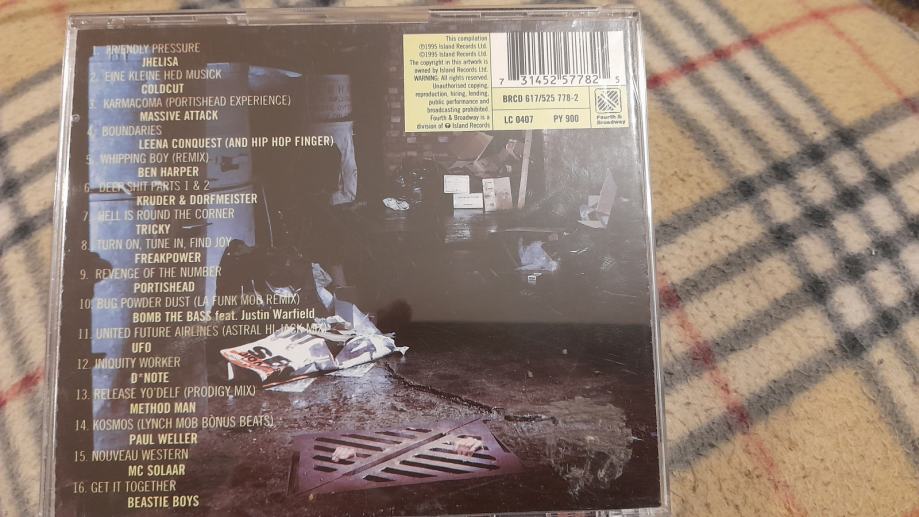 1. FRIENDLY PRESSURE
JHELISA
2. EINE KLEINE HED MUSICK
COLDCUT
3. KARMACOMA (PORTISHEAD EXPERIENCE)
MASSIVE ATTACK
4. BOUNDARIES
LEENA CONQUEST (AND HIP HOP FINGER)
5. WHIPPING BOY (REMIX)
BEN HARPER
6. DEEP SHIT PARTS 1 & 2
KRUDER & DORFMEISTER
7. HELL IS ROUND THE CORNER
TRICKY
8. TURN ON, TUNE IN, FIND JOY
FREAKPOWER
9. REVENGE OF THE NUMBER
PORTISHEAD
10. BUG POWDER DUST (LA FUNK MOB REMIX)
BOMB THE BASS feat. Justin Warfield
11. UNITED FUTURE AIRLINES (ASTRAL HI-JACK MIX)
UFO
12. INIQUITY WORKER
D*NOTE
13. RELEASE YO'DELF (PRODIGY MIX)
METHOD MAN
14. KOSMOS (LYNCH MOB BONUS BEATS)
PAUL WELLER
15. NOUVEAU WESTERN
MC SOLAAR
16. GET IT TOGETHER
BEASTIE BOYS
This compilation
℗1995 Island Records Ltd.
©1995 Island Records Ltd.
The copyright in this artwork is
owned by Island Records Ltd.
WARNING: All rights reserved.
Unauthorised copying,
reproduction, hiring, lending,
public performance and
broadcasting prohibited.
Fourth & Broadway is a
division of Island Records
7 31452 57782 5
BRCD 617/525 778-2
LC 0407 PY 900
Fourth &
Broadway